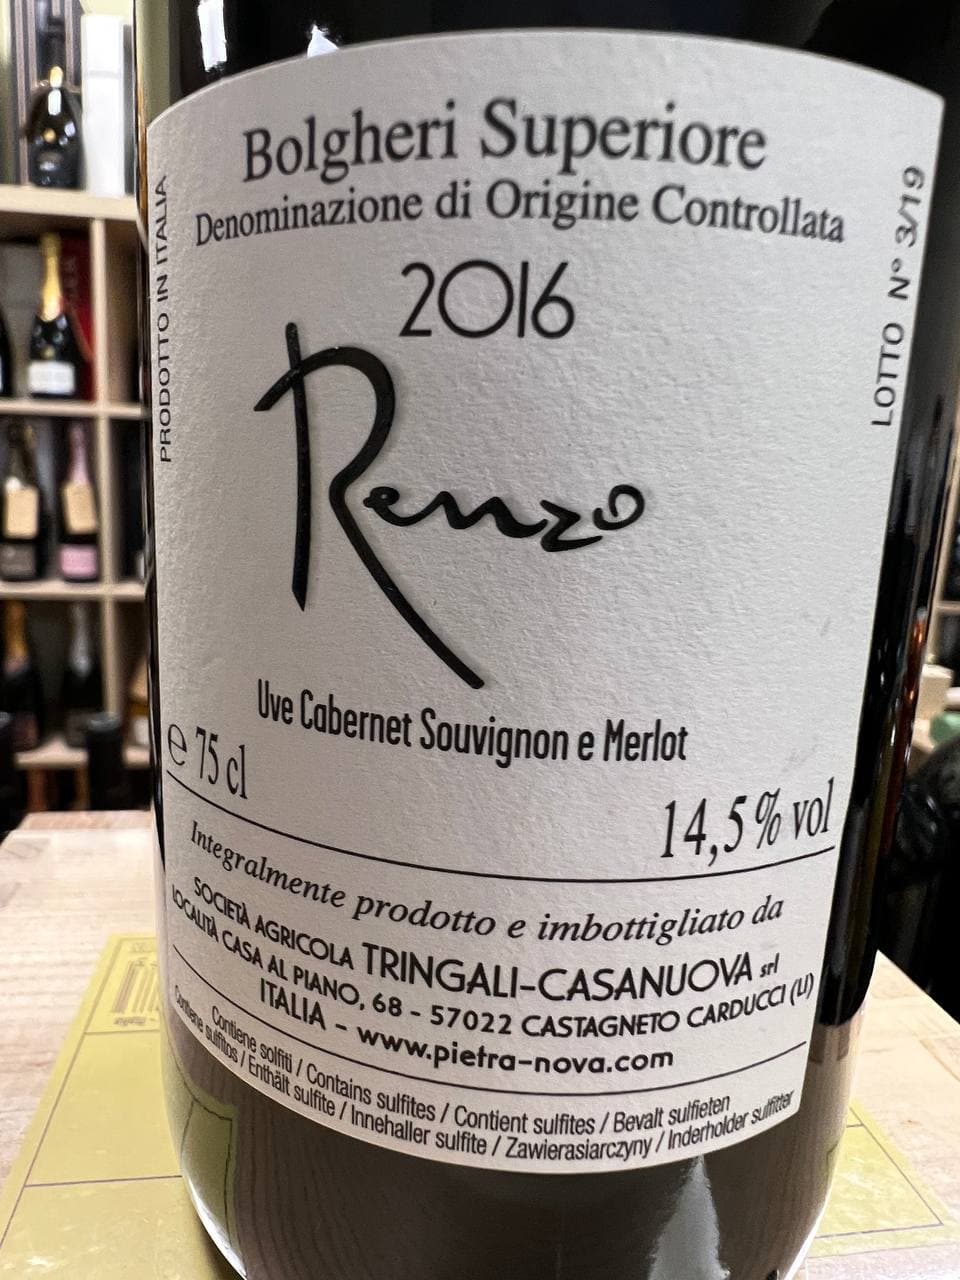 Bolgheri Superiore
Denominazione di Origine Controllata
2016
Renzo
Uve Cabernet Souvignon e Merlot
℮ 75 cl
14,5% vol
Integralmente prodotto e imbottigliato da
SOCIETÀ AGRICOLA TRINGALI-CASANUOVA srl
LOCALITÀ CASA AL PIANO, 68 - 57022 CASTAGNETO CARDUCCI (LI)
ITALIA - www.pietra-nova.com
Contiene solfiti / Contains sulfites / Contient sulfites / Bevalt sulfieten
Contiene sulfitos / Enthält sulfite / Innehaller sulfite / Zawierasiarczyny / Inderholder sulfitter
PRODOTTO IN ITALIA
LOTTO N° 3/19